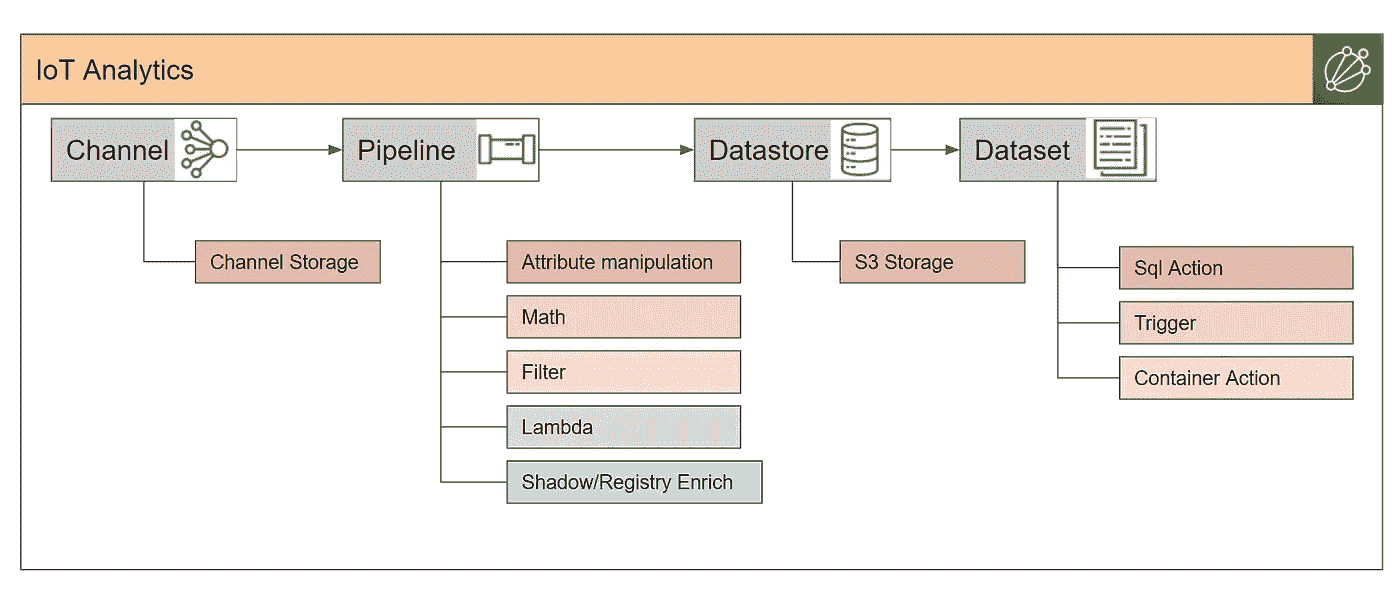 IoT Analytics
Channel
Pipeline
Datastore
Dataset
Channel Storage
Attribute manipulation
Math
Filter
Lambda
Shadow/Registry Enrich
S3 Storage
Sql Action
Trigger
Container Action